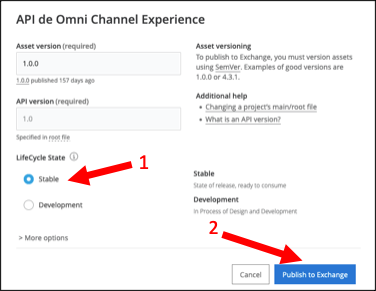 API de Omni Channel Experience
Asset version (required)
1.0.0
1.0.0 published 157 days ago
API version (required)
1.0
Specified in root file
LifeCycle State
1
Stable
Development
> More options
Asset versioning
To publish to Exchange, you must version assets
using SemVer. Examples of good versions are
1.0.0 or 4.3.1.
Additional help
• Changing a project's main/root file
• What is an API version?
Stable
State of release, ready to consume
Development
in Process of Design and Development
2
Cancel
Publish to Exchange